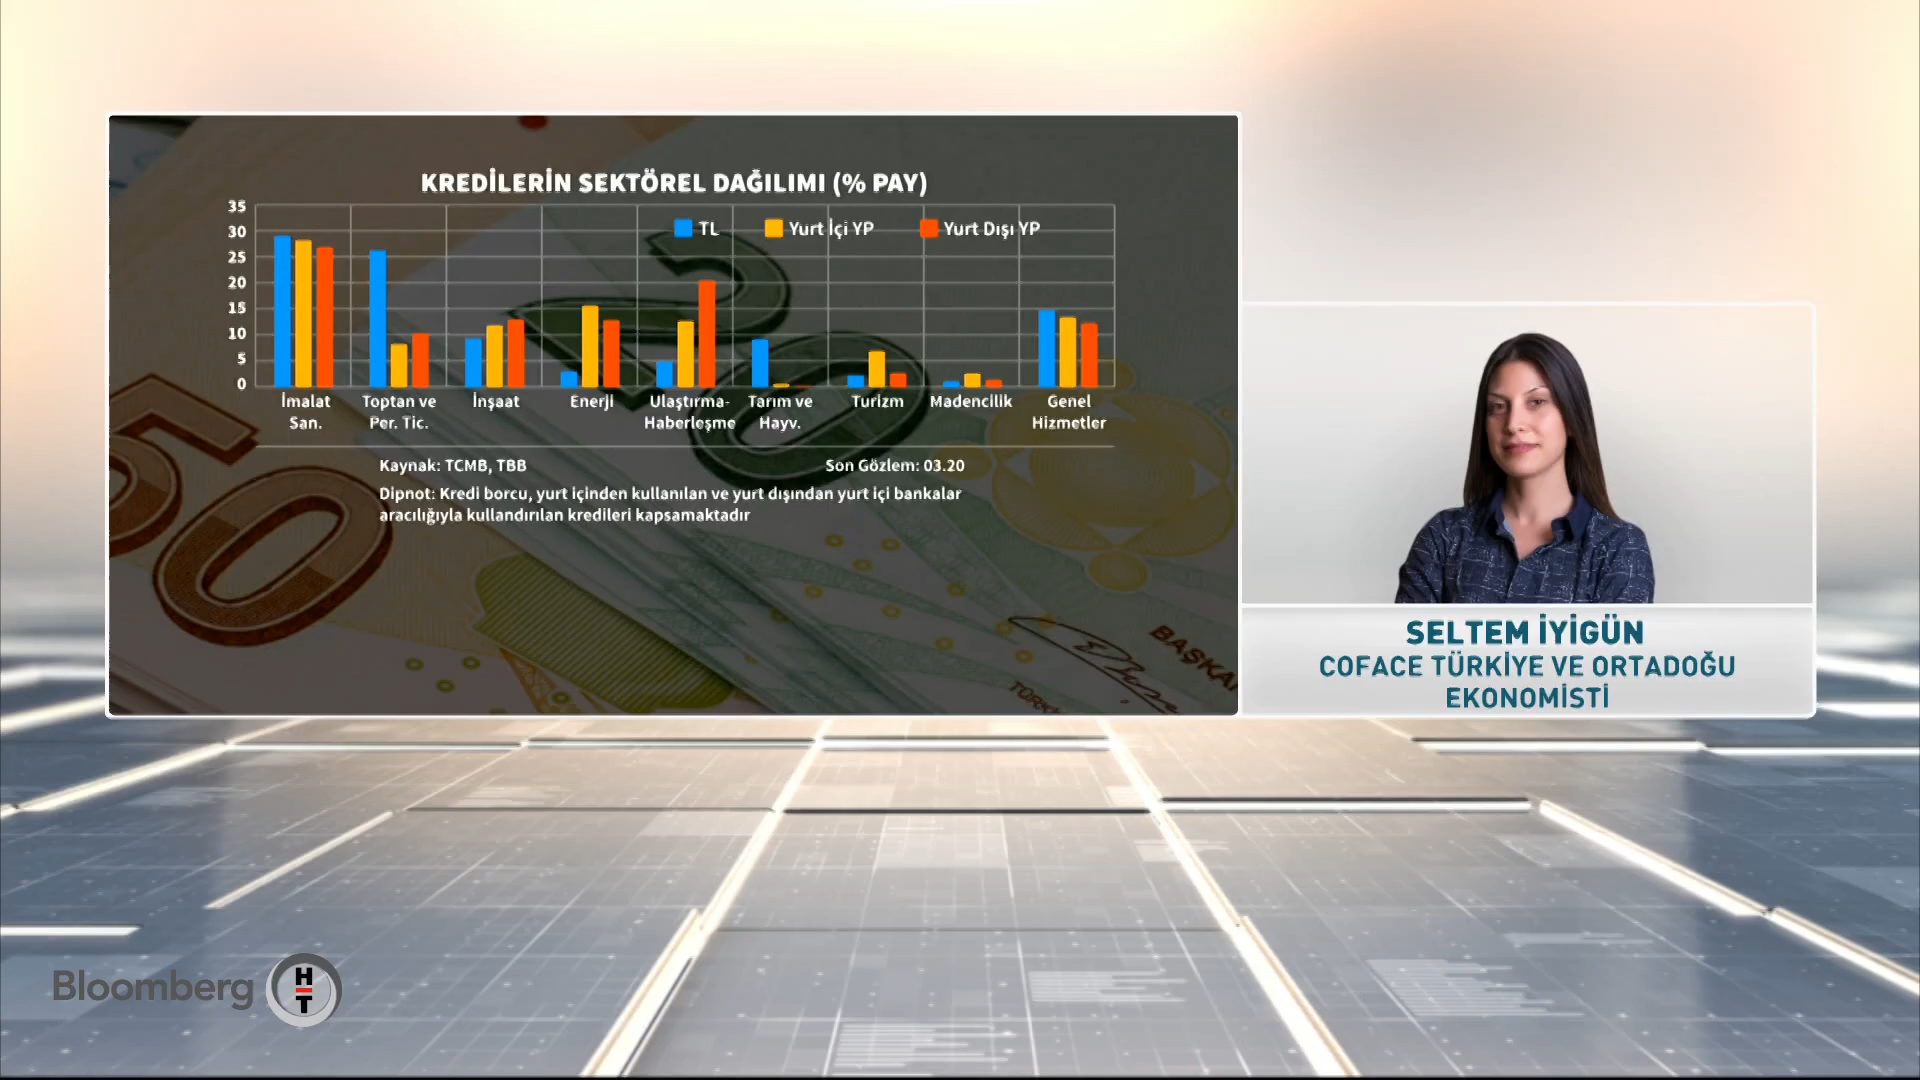 KREDİLERİN SEKTÖREL DAĞILIMI (% PAY)
35
30
25
20
15
10
5
0
TL
Yurt İçi YP
Yurt Dışı YP
İmalat
San.
Toptan ve
Per. Tic.
İnşaat
Enerji
Ulaştırma-
Haberleşme
Tarım ve
Hayv.
Turizm
Madencilik
Genel
Hizmetler
Kaynak: TCMB, TBB
Son Gözlem: 03.20
Dipnot: Kredi borcu, yurt içinden kullanılan ve yurt dışından yurt içi bankalar
aracılığıyla kullandırılan kredileri kapsamaktadır
50
20
BAŞKA
SELTEM İYİGÜN
COFACE TÜRKİYE VE ORTADOĞU
EKONOMİSTİ
Bloomberg
H
T